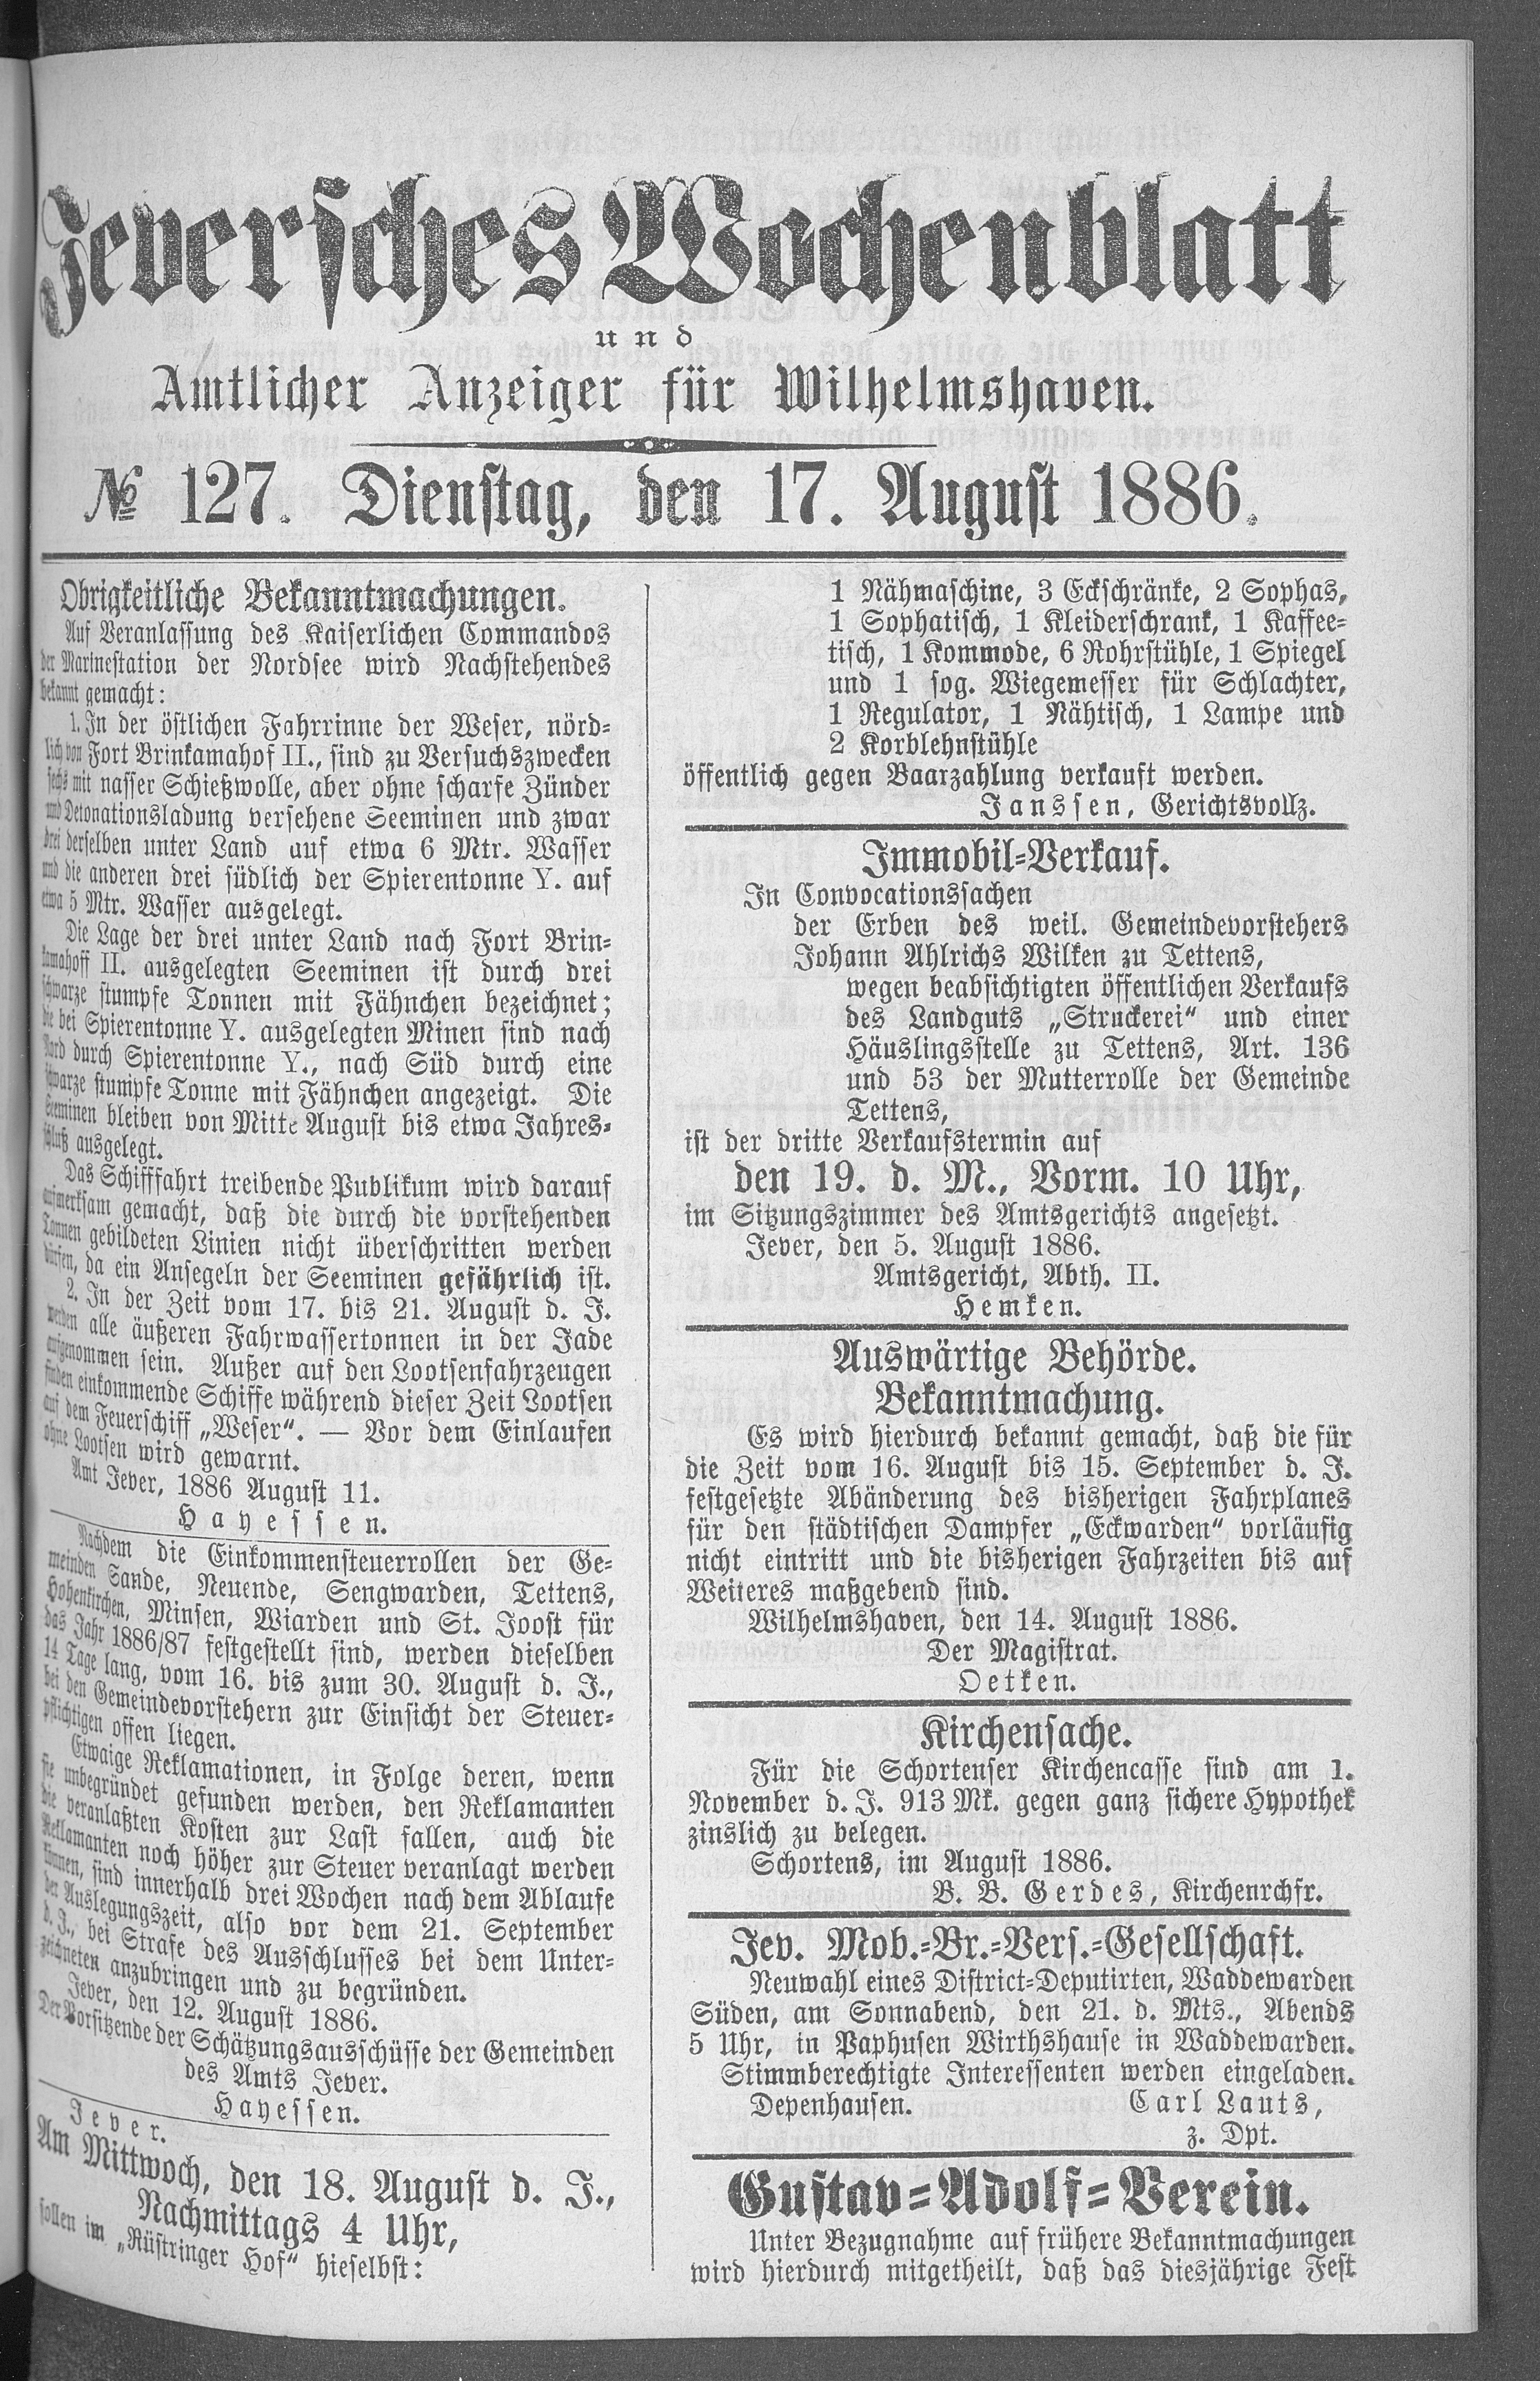 Jeversches Wochenblatt
und
Amtlicher Anzeiger für Wilhelmshaven.
№ 127. Dienstag, den 17. August 1886.
Obrigkeitliche Bekanntmachungen.
Auf Veranlassung des Kaiserlichen Commandos
der Marinestation der Nordsee wird Nachstehendes
bekannt gemacht:
1. In der östlichen Fahrrinne der Weser, nörd-
lich von Fort Brinkamahof II., sind zu Versuchszwecken
sechs mit nasser Schießwolle, aber ohne scharfe Zünder
und Detonationsladung versehene Seeminen und zwar
drei derselben unter Land auf etwa 6 Mtr. Wasser
und die anderen drei südlich der Spierentonne Y. auf
etwa 5 Mtr. Wasser ausgelegt.
Die Lage der drei unter Land nach Fort Brin-
kamahoff II. ausgelegten Seeminen ist durch drei
schwarze stumpfe Tonnen mit Fähnchen bezeichnet;
die bei Spierentonne Y. ausgelegten Minen sind nach
Nord durch Spierentonne Y., nach Süd durch eine
schwarze stumpfe Tonne mit Fähnchen angezeigt. Die
Seeminen bleiben von Mitte August bis etwa Jahres-
schluß ausgelegt.
Das Schifffahrt treibende Publikum wird darauf
aufmerksam gemacht, daß die durch die vorstehenden
Tonnen gebildeten Linien nicht überschritten werden
dürfen, da ein Ansegeln der Seeminen gefährlich ist.
2. In der Zeit vom 17. bis 21. August d. J.
werden alle äußeren Fahrwassertonnen in der Jade
aufgenommen sein. Außer auf den Lootsenfahrzeugen
finden einkommende Schiffe während dieser Zeit Lootsen
auf dem Feuerschiff „Weser“. — Vor dem Einlaufen
ohne Lootsen wird gewarnt.
Amt Jever, 1886 August 11.
Hayessen.
Nachdem die Einkommensteuerrollen der Ge-
meinden Sande, Neuende, Sengwarden, Tettens,
Hohenkirchen, Minsen, Wiarden und St. Joost für
das Jahr 1886/87 festgestellt sind, werden dieselben
14 Tage lang, vom 16. bis zum 30. August d. J.,
bei den Gemeindevorstehern zur Einsicht der Steuer-
pflichtigen offen liegen.
Etwaige Reklamationen, in Folge deren, wenn
sie unbegründet gefunden werden, den Reklamanten
die veranlaßten Kosten zur Last fallen, auch die
Reklamanten noch höher zur Steuer veranlagt werden
können, sind innerhalb drei Wochen nach dem Ablaufe
der Auslegungszeit, also vor dem 21. September
d. J., bei Strafe des Ausschlusses bei dem Unter-
zeichneten anzubringen und zu begründen.
Jever, den 12. August 1886.
Der Vorsitzende der Schätzungsausschüsse der Gemeinden
des Amts Jever.
Hayessen.
Jever.
Am Mittwoch, den 18. August d. J.,
Nachmittags 4 Uhr,
sollen im „Rüstringer Hof“ hieselbst:
1 Nähmaschine, 3 Eckschränke, 2 Sophas,
1 Sophatisch, 1 Kleiderschrank, 1 Kaffee-
tisch, 1 Kommode, 6 Rohrstühle, 1 Spiegel
und 1 sog. Wiegemesser für Schlachter,
1 Regulator, 1 Nähtisch, 1 Lampe und
2 Korblehnstühle
öffentlich gegen Baarzahlung verkauft werden.
Janssen, Gerichtsvollz.
Immobil-Verkauf.
In Convocationssachen
der Erben des weil. Gemeindevorstehers
Johann Ahlrichs Wilken zu Tettens,
wegen beabsichtigten öffentlichen Verkaufs
des Landguts „Struckerei“ und einer
Häuslingsstelle zu Tettens, Art. 136
und 53 der Mutterrolle der Gemeinde
Tettens,
ist der dritte Verkaufstermin auf
den 19. d. M., Vorm. 10 Uhr,
im Sitzungszimmer des Amtsgerichts angesetzt.
Jever, den 5. August 1886.
Amtsgericht, Abth. II.
Hemken.
Auswärtige Behörde.
Bekanntmachung.
Es wird hierdurch bekannt gemacht, daß die für
die Zeit vom 16. August bis 15. September d. J.
festgesetzte Abänderung des bisherigen Fahrplanes
für den städtischen Dampfer „Eckwarden“ vorläufig
nicht eintritt und die bisherigen Fahrzeiten bis auf
Weiteres maßgebend sind.
Wilhelmshaven, den 14. August 1886.
Der Magistrat.
Oetken.
Kirchensache.
Für die Schortenser Kirchencasse sind am 1.
November d. J. 913 Mk. gegen ganz sichere Hypothek
zinslich zu belegen.
Schortens, im August 1886.
B. B. Gerdes, Kirchenrchfr.
Jev. Mob.-Br.-Vers.-Gesellschaft.
Neuwahl eines District-Deputirten, Waddewarden
Süden, am Sonnabend, den 21. d. Mts., Abends
5 Uhr, in Paphusen Wirthshause in Waddewarden.
Stimmberechtigte Interessenten werden eingeladen.
Depenhausen. Carl Lauts,
z. Dpt.
Gustav-Adolf-Verein.
Unter Bezugnahme auf frühere Bekanntmachungen
wird hierdurch mitgetheilt, daß das diesjährige Fest